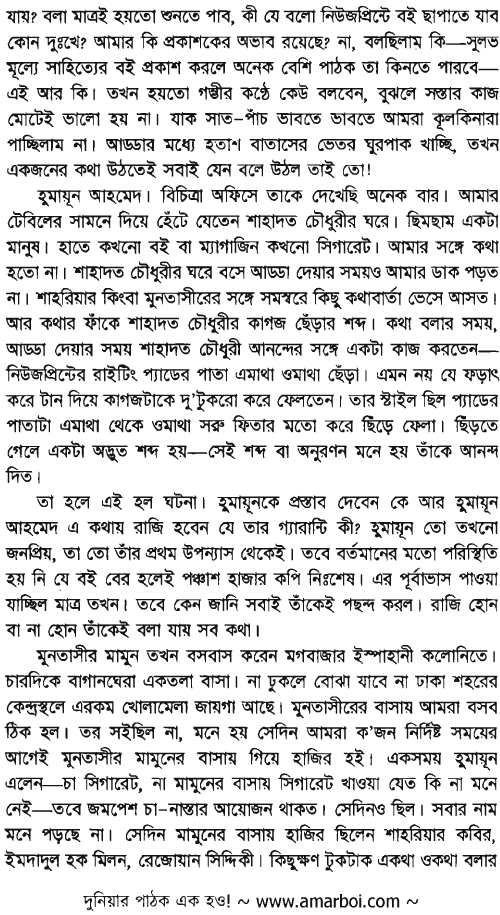 যায়? বলা মাত্রই হয়তো শুনতে পাব, কী যে বলো নিউজপ্রিন্টে বই ছাপাতে যাব
কোন দুঃখে? আমার কি প্রকাশকের অভাব রয়েছে? না, বলছিলাম কি—সুলভ
মূল্যে সাহিত্যের বই প্রকাশ করলে অনেক বেশি পাঠক তা কিনতে পারবে—
এই আর কি। তখন হয়তো গম্ভীর কণ্ঠে কেউ বলবেন, বুঝলে সস্তার কাজ
মোটেই ভালো হয় না। যাক সাত-পাঁচ ভাবতে ভাবতে আমরা কূলকিনারা
পাচ্ছিলাম না। আড্ডার মধ্যে হতাশ বাতাসের ভেতর ঘুরপাক খাচ্ছি, তখন
একজনের কথা উঠতেই সবাই যেন বলে উঠল তাই তো!
হুমায়ূন আহমেদ। বিচিত্রা অফিসে তাকে দেখেছি অনেক বার। আমার
টেবিলের সামনে দিয়ে হেঁটে যেতেন শাহাদত চৌধুরীর ঘরে। ছিমছাম একটা
মানুষ। হাতে কখনো বই বা ম্যাগাজিন কখনো সিগারেট। আমার সঙ্গে কথা
হতো না। শাহাদত চৌধুরীর ঘরে বসে আড্ডা দেয়ার সময়ও আমার ডাক পড়ত
না। শাহরিয়ার কিংবা মুনতাসীরের সঙ্গে সমস্বরে কিছু কথাবার্তা ভেসে আসত।
আর কথার ফাঁকে শাহাদত চৌধুরীর কাগজ ছেঁড়ার শব্দ। কথা বলার সময়,
আড্ডা দেয়ার সময় শাহাদত চৌধুরী আনন্দের সঙ্গে একটা কাজ করতেন—
নিউজপ্রিন্টের রাইটিং প্যাডের পাতা এমাথা ওমাথা ছেঁড়া। এমন নয় যে ফড়াৎ
করে টান দিয়ে কাগজটাকে দু'টুকরো করে ফেলতেন। তার স্টাইল ছিল প্যাডের
পাতাটা এমাথা থেকে ওমাথা সরু ফিতার মতো করে ছিঁড়ে ফেলা। ছিঁড়তে
গেলে একটা অদ্ভুত শব্দ হয়—সেই শব্দ বা অনুরণন মনে হয় তাঁকে আনন্দ
দিত।
তা হলে এই হল ঘটনা। হুমায়ূনকে প্রস্তাব দেবেন কে আর হুমায়ূন
আহমেদ এ কথায় রাজি হবেন যে তার গ্যারান্টি কী? হুমায়ূন তো তখনো
জনপ্রিয়, তা তো তাঁর প্রথম উপন্যাস থেকেই। তবে বর্তমানের মতো পরিস্থিতি
হয় নি যে বই বের হলেই পঞ্চাশ হাজার কপি নিঃশেষ। এর পূর্বাভাস পাওয়া
যাচ্ছিল মাত্র তখন। তবে কেন জানি সবাই তাঁকেই পছন্দ করল। রাজি হোন
বা না হোন তাঁকেই বলা যায় সব কথা।
মুনতাসীর মামুন তখন বসবাস করেন মগবাজার ইস্পাহানী কলোনিতে।
চারদিকে বাগানঘেরা একতলা বাসা। না ঢুকলে বোঝা যাবে না ঢাকা শহরের
কেন্দ্রস্থলে এরকম খোলামেলা জায়গা আছে। মুনতাসীরের বাসায় আমরা বসব
ঠিক হল। তর সইছিল না, মনে হয় সেদিন আমরা ক'জন নির্দিষ্ট সময়ের
আগেই মুনতাসীর মামুনের বাসায় গিয়ে হাজির হই। একসময় হুমায়ূন
এলেন—চা সিগারেট, না মামুনের বাসায় সিগারেট খাওয়া যেত কি না মনে
নেই—তবে জমপেশ চা-নাস্তার আয়োজন থাকত। সেদিনও ছিল। সবার নাম
মনে পড়ছে না। সেদিন মামুনের বাসায় হাজির ছিলেন শাহরিয়ার কবির,
ইমদাদুল হক মিলন, রেজোয়ান সিদ্দিকী। কিছুক্ষণ টুকটাক একথা ওকথা বলার
দুনিয়ার পাঠক এক হও! ~ www.amarboi.com ~